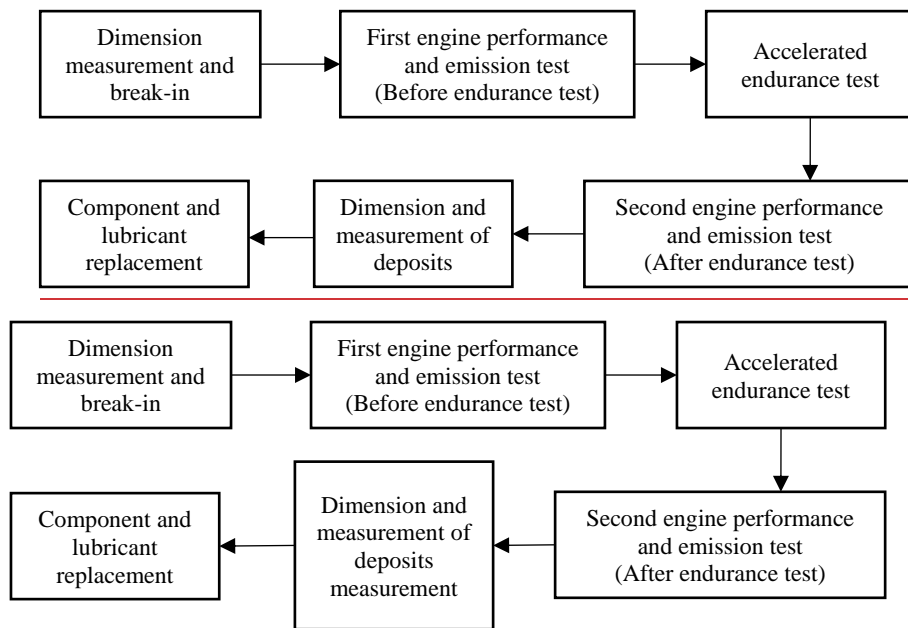 Dimension
measurement and
break-in
First engine performance
and emission test
(Before endurance test)
Accelerated
endurance test
Component and
lubricant
replacement
Dimension and
measurement of
deposits
Second engine performance
and emission test
(After endurance test)
Dimension
measurement and
break-in
First engine performance
and emission test
(Before endurance test)
Accelerated
endurance test
Component and
lubricant
replacement
Dimension and
measurement of
deposits
measurement
Second engine performance
and emission test
(After endurance test)